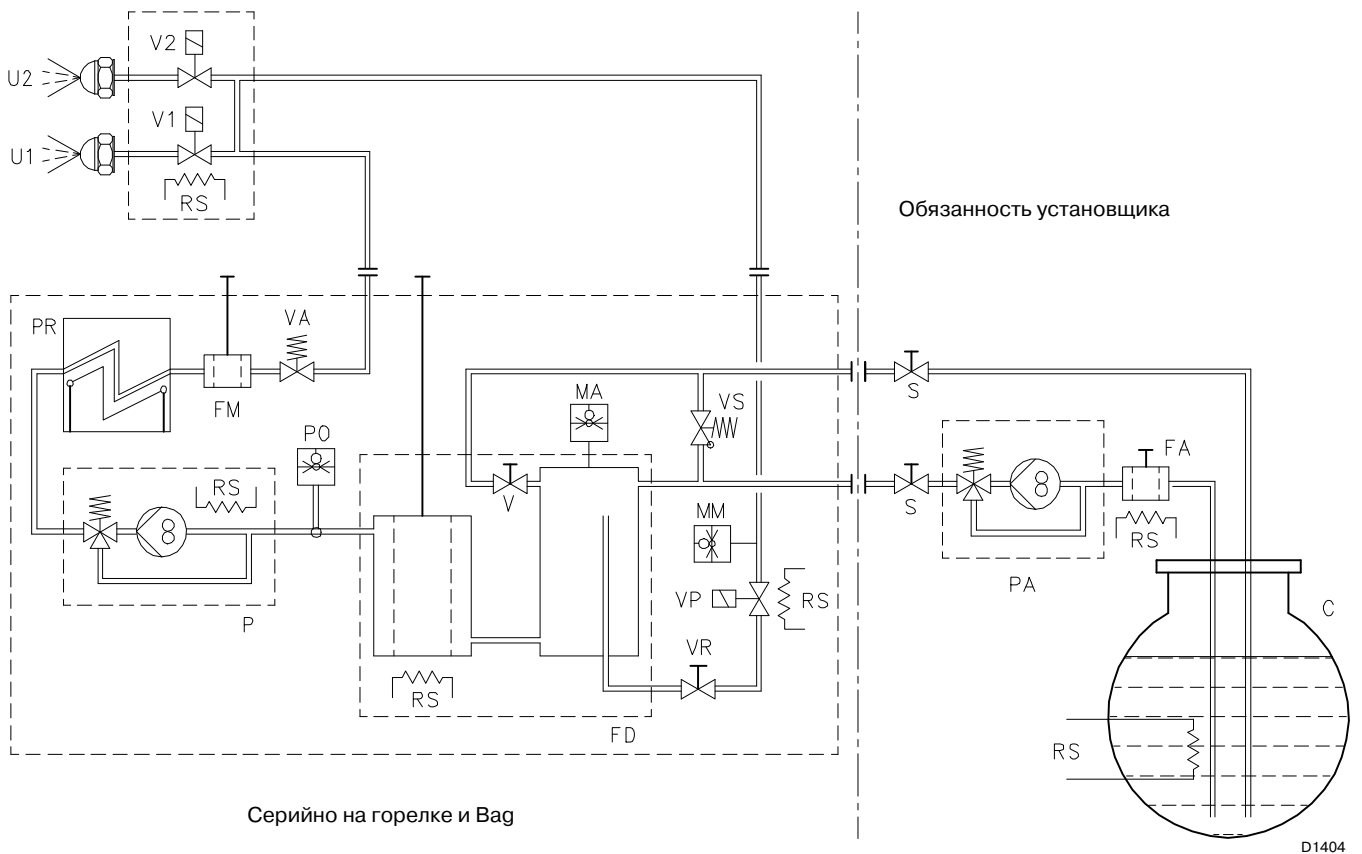 V2
U2
V1
U1
RS
Обязанность установщика
PR
VA
FM
MA
VS
S
PO
V
FA
RS
S
MM
RS
P
PA
VP
RS
C
VR
RS
FD
RS
Серийно на горелке и Bag
D1404